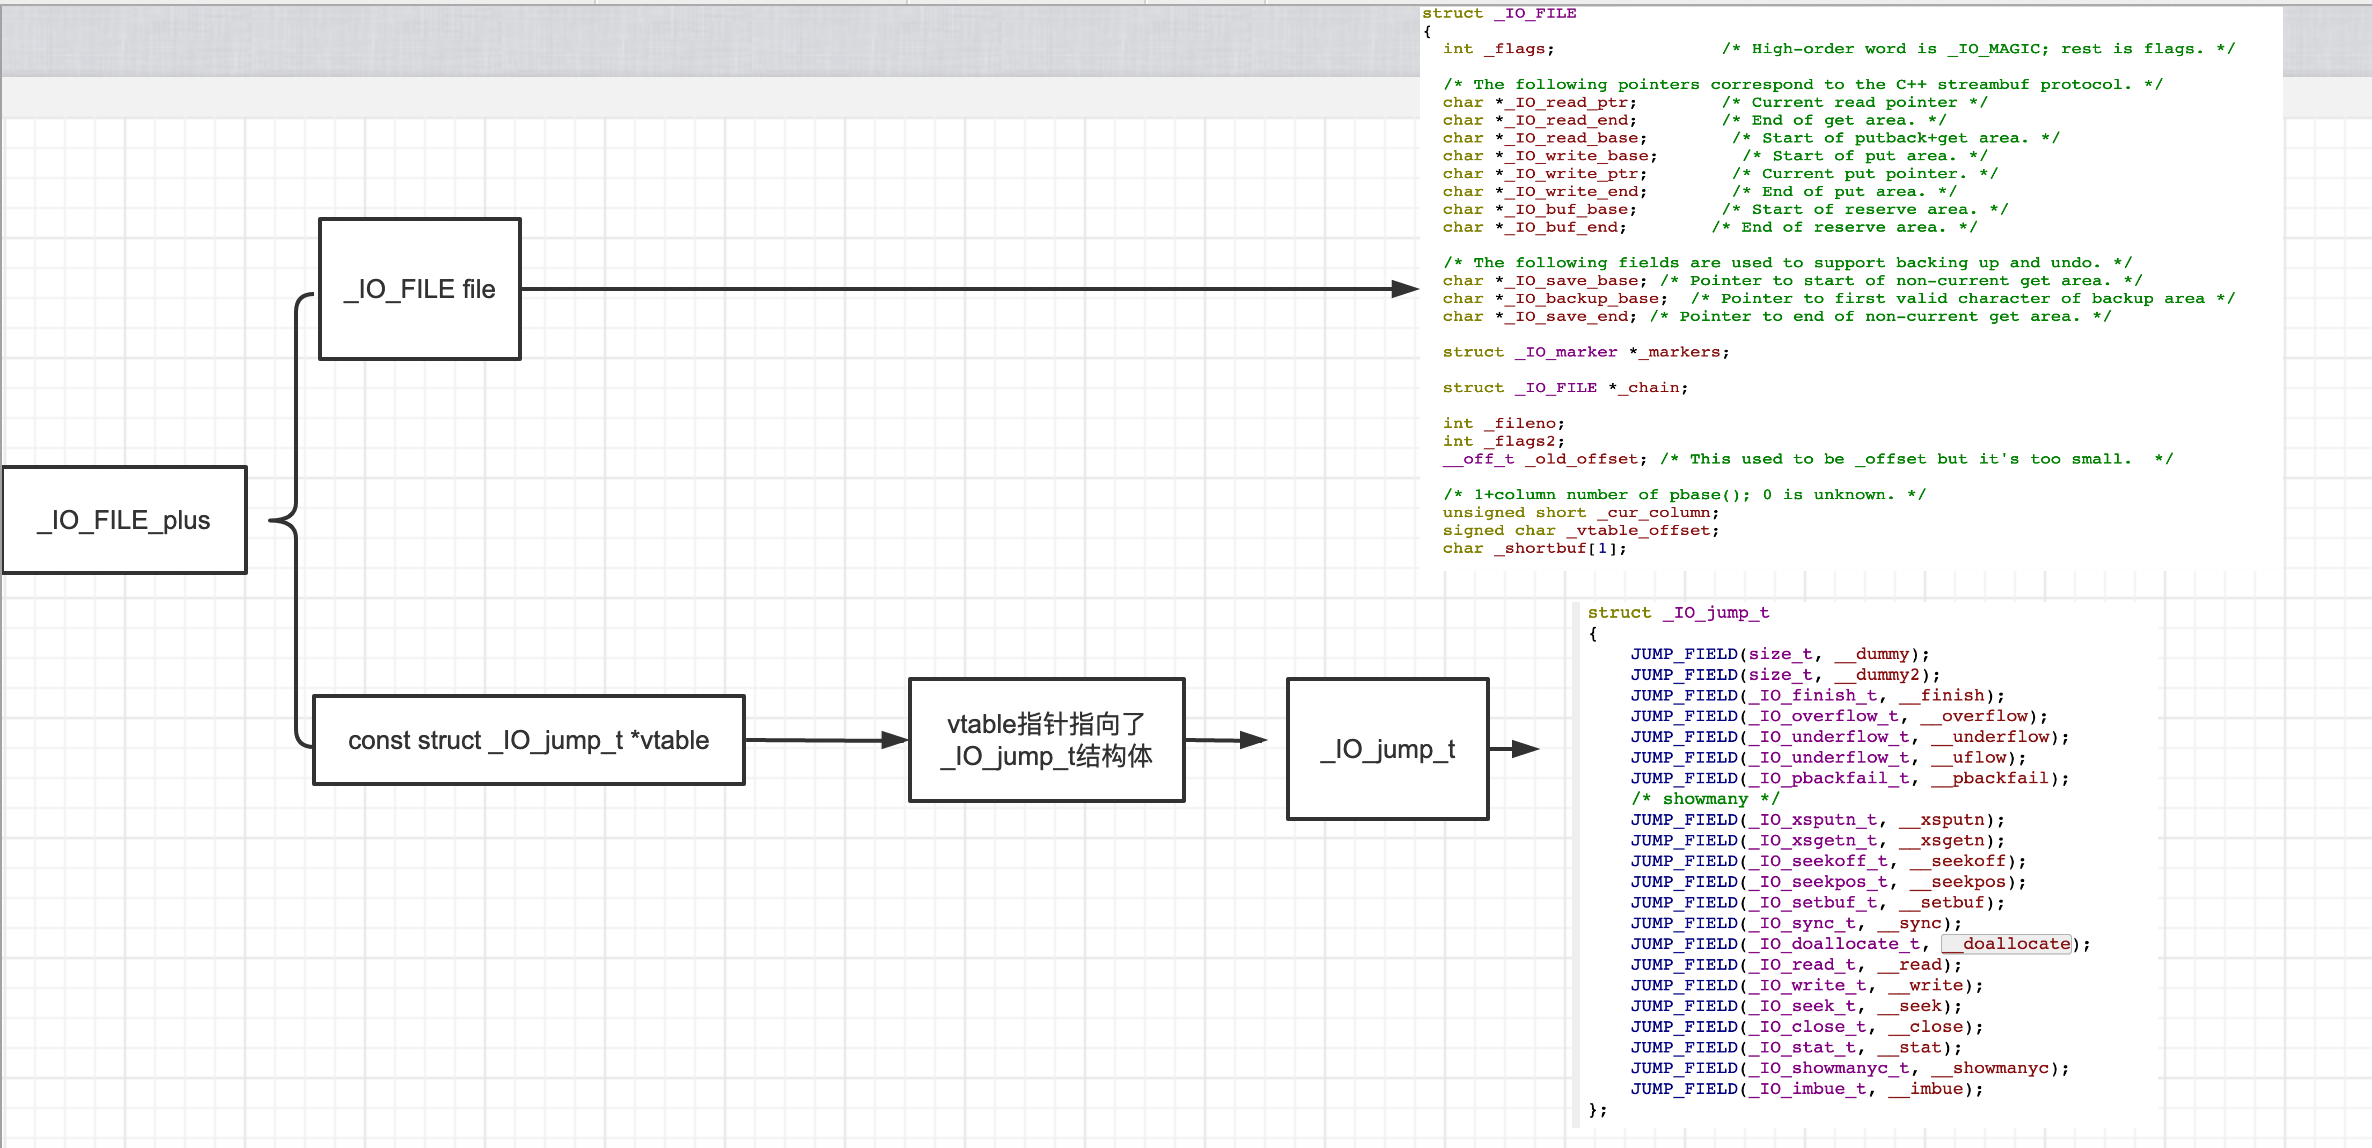 _IO_FILE_plus
_IO_FILE file
const struct _IO_jump_t *vtable
vtable指针指向了
_IO_jump_t结构体
_IO_jump_t
struct _IO_FILE
{
int _flags; /* High-order word is _IO_MAGIC; rest is flags. */
/* The following pointers correspond to the C++ streambuf protocol. */
char *_IO_read_ptr; /* Current read pointer */
char *_IO_read_end; /* End of get area. */
char *_IO_read_base; /* Start of putback+get area. */
char *_IO_write_base; /* Start of put area. */
char *_IO_write_ptr; /* Current put pointer. */
char *_IO_write_end; /* End of put area. */
char *_IO_buf_base; /* Start of reserve area. */
char *_IO_buf_end; /* End of reserve area. */
/* The following fields are used to support backing up and undo. */
char *_IO_save_base; /* Pointer to start of non-current get area. */
char *_IO_backup_base; /* Pointer to first valid character of backup area */
char *_IO_save_end; /* Pointer to end of non-current get area. */
struct _IO_marker *_markers;
struct _IO_FILE *_chain;
int _fileno;
int _flags2;
__off_t _old_offset; /* This used to be _offset but it's too small. */
/* 1+column number of pbase(); 0 is unknown. */
unsigned short _cur_column;
signed char _vtable_offset;
char _shortbuf[1];
struct _IO_jump_t
{
JUMP_FIELD(size_t, __dummy);
JUMP_FIELD(size_t, __dummy2);
JUMP_FIELD(_IO_finish_t, __finish);
JUMP_FIELD(_IO_overflow_t, __overflow);
JUMP_FIELD(_IO_underflow_t, __underflow);
JUMP_FIELD(_IO_underflow_t, __uflow);
JUMP_FIELD(_IO_pbackfail_t, __pbackfail);
/* showmany */
JUMP_FIELD(_IO_xsputn_t, __xsputn);
JUMP_FIELD(_IO_xsgetn_t, __xsgetn);
JUMP_FIELD(_IO_seekoff_t, __seekoff);
JUMP_FIELD(_IO_seekpos_t, __seekpos);
JUMP_FIELD(_IO_setbuf_t, __setbuf);
JUMP_FIELD(_IO_sync_t, __sync);
JUMP_FIELD(_IO_doallocate_t, __doallocate);
JUMP_FIELD(_IO_read_t, __read);
JUMP_FIELD(_IO_write_t, __write);
JUMP_FIELD(_IO_seek_t, __seek);
JUMP_FIELD(_IO_close_t, __close);
JUMP_FIELD(_IO_stat_t, __stat);
JUMP_FIELD(_IO_showmanyc_t, __showmanyc);
JUMP_FIELD(_IO_imbue_t, __imbue);
};